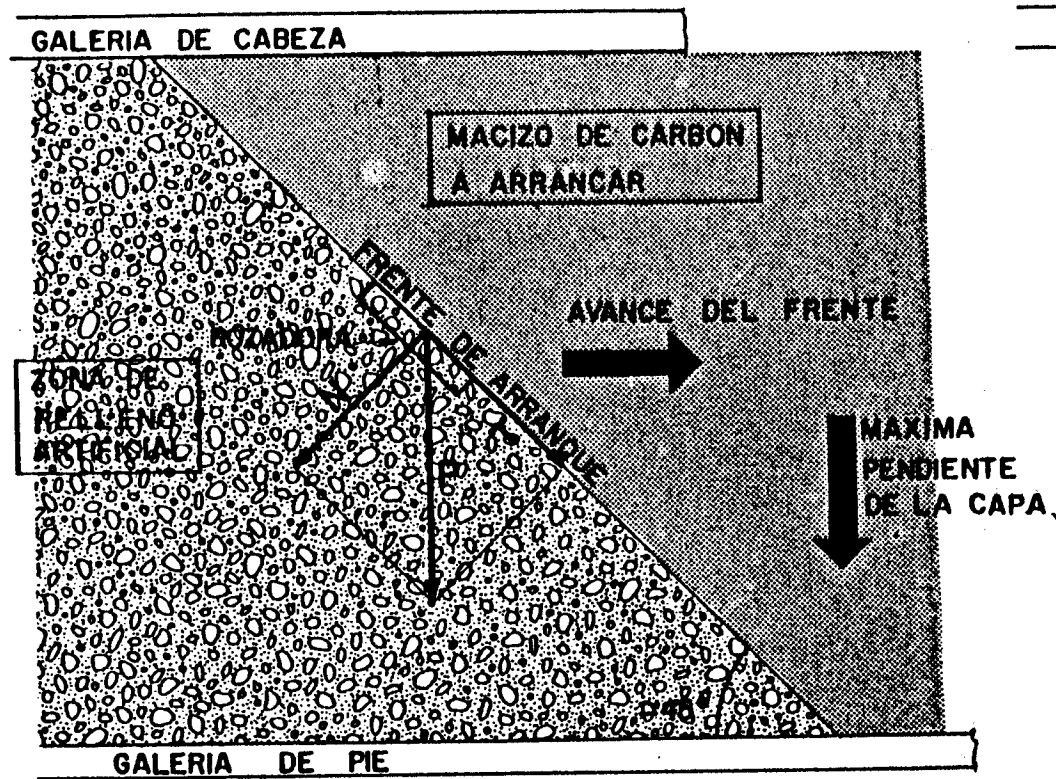 GALERIA DE CABEZA
MACIZO DE CARBON
A ARRANCAR
FRENTE DE ARRANQUE
AVANCE DEL FRENTE
ROZADORA
ZONA DE
RELLENO
ARTIFICIAL
N
P
MAXIMA
PENDIENTE
DE LA CAPA
GALERIA DE PIE